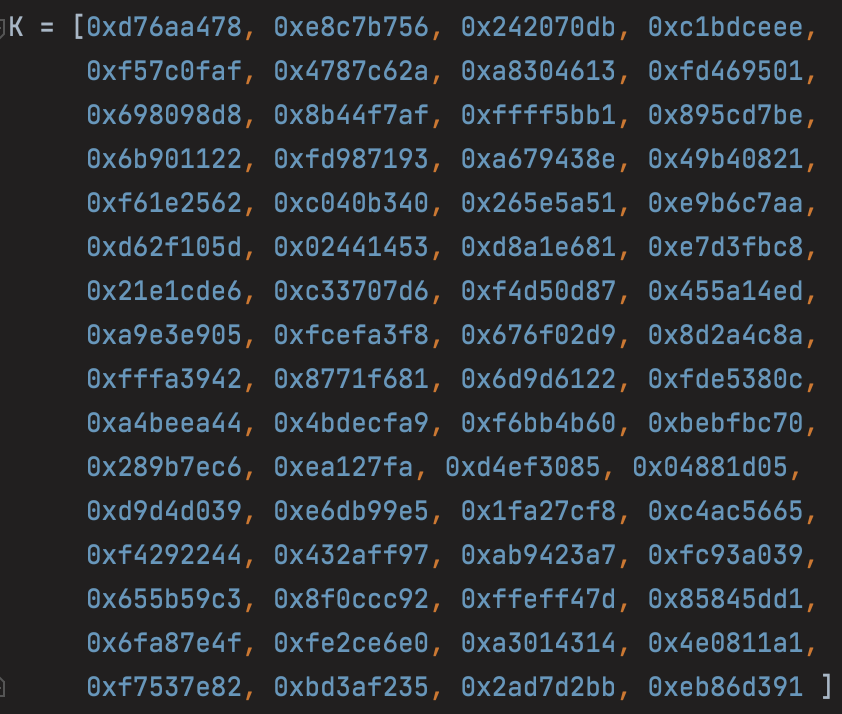 K = [0xd76aa478, 0xe8c7b756, 0x242070db, 0xc1bdceee,
0xf57c0faf, 0x4787c62a, 0xa8304613, 0xfd469501,
0x698098d8, 0x8b44f7af, 0xffff5bb1, 0x895cd7be,
0x6b901122, 0xfd987193, 0xa679438e, 0x49b40821,
0xf61e2562, 0xc040b340, 0x265e5a51, 0xe9b6c7aa,
0xd62f105d, 0x02441453, 0xd8a1e681, 0xe7d3fbc8,
0x21e1cde6, 0xc33707d6, 0xf4d50d87, 0x455a14ed,
0xa9e3e905, 0xfcefa3f8, 0x676f02d9, 0x8d2a4c8a,
0xfffa3942, 0x8771f681, 0x6d9d6122, 0xfde5380c,
0xa4beea44, 0x4bdecfa9, 0xf6bb4b60, 0xbebfbc70,
0x289b7ec6, 0xea127fa, 0xd4ef3085, 0x04881d05,
0xd9d4d039, 0xe6db99e5, 0x1fa27cf8, 0xc4ac5665,
0xf4292244, 0x432aff97, 0xab9423a7, 0xfc93a039,
0x655b59c3, 0x8f0ccc92, 0xffeff47d, 0x85845dd1,
0x6fa87e4f, 0xfe2ce6e0, 0xa3014314, 0x4e0811a1,
0xf7537e82, 0xbd3af235, 0x2ad7d2bb, 0xeb86d391 ]